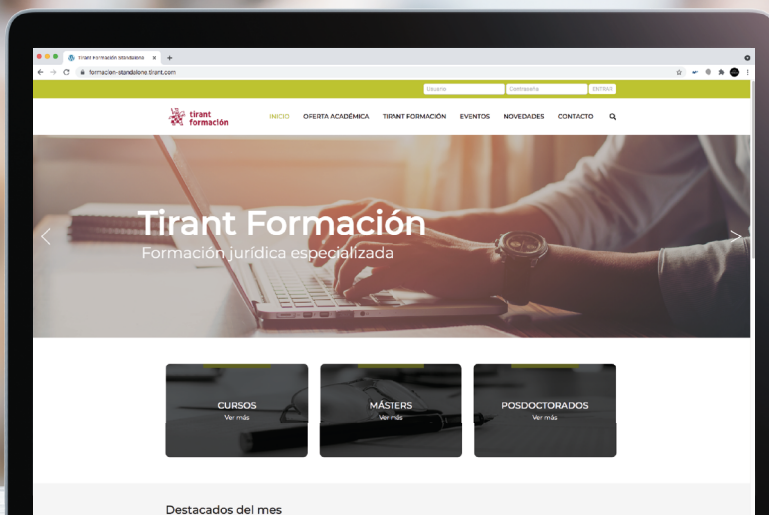 Tirant Formación Standalone
formacion-standalone.tirant.com
Usuario
Contraseña
ENTRAR
tirant
formación
INICIO
OFERTA ACADÉMICA
TIRANT FORMACIÓN
EVENTOS
NOVEDADES
CONTACTO
Tirant Formación
Formación jurídica especializada
CURSOS
Ver más
MÁSTERS
Ver más
POSDOCTORADOS
Ver más
Destacados del mes